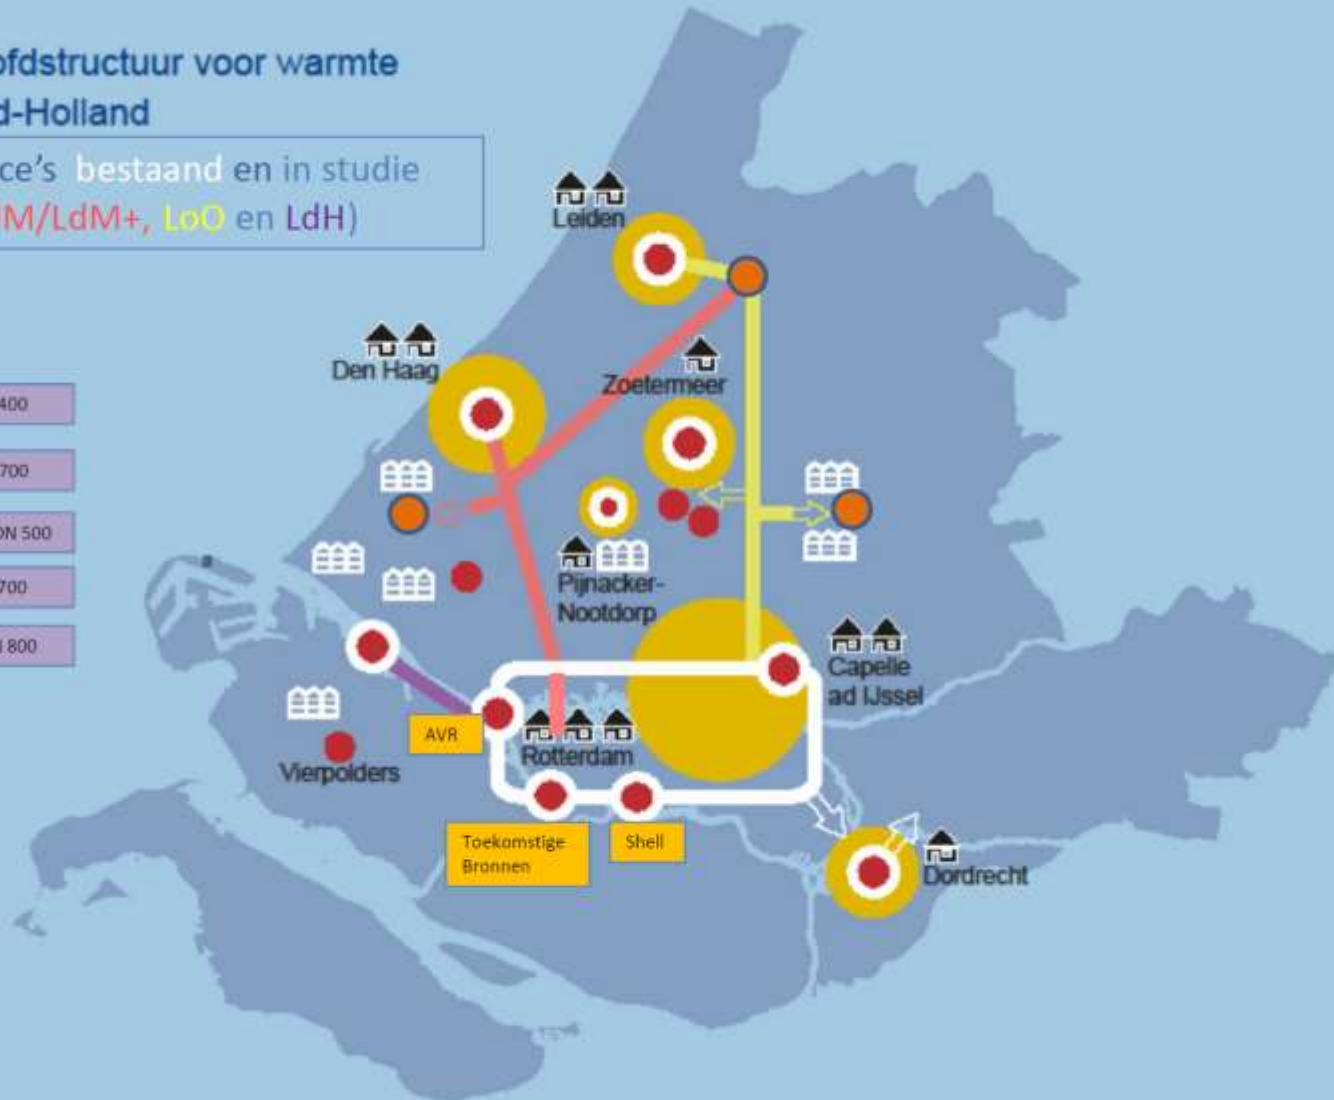 ofdstructuur voor warmte
d-Holland
ce's bestaand en in studie
M/LdM+, LoO en LdH)
Leiden
Den Haag
Zoetermeer
400
700
ON 500
700
800
Pijnacker-
Nootdorp
Capelle
ad IJssel
AVR
Rotterdam
Vierpolders
Toekomstige
Bronnen
Shell
Dordrecht